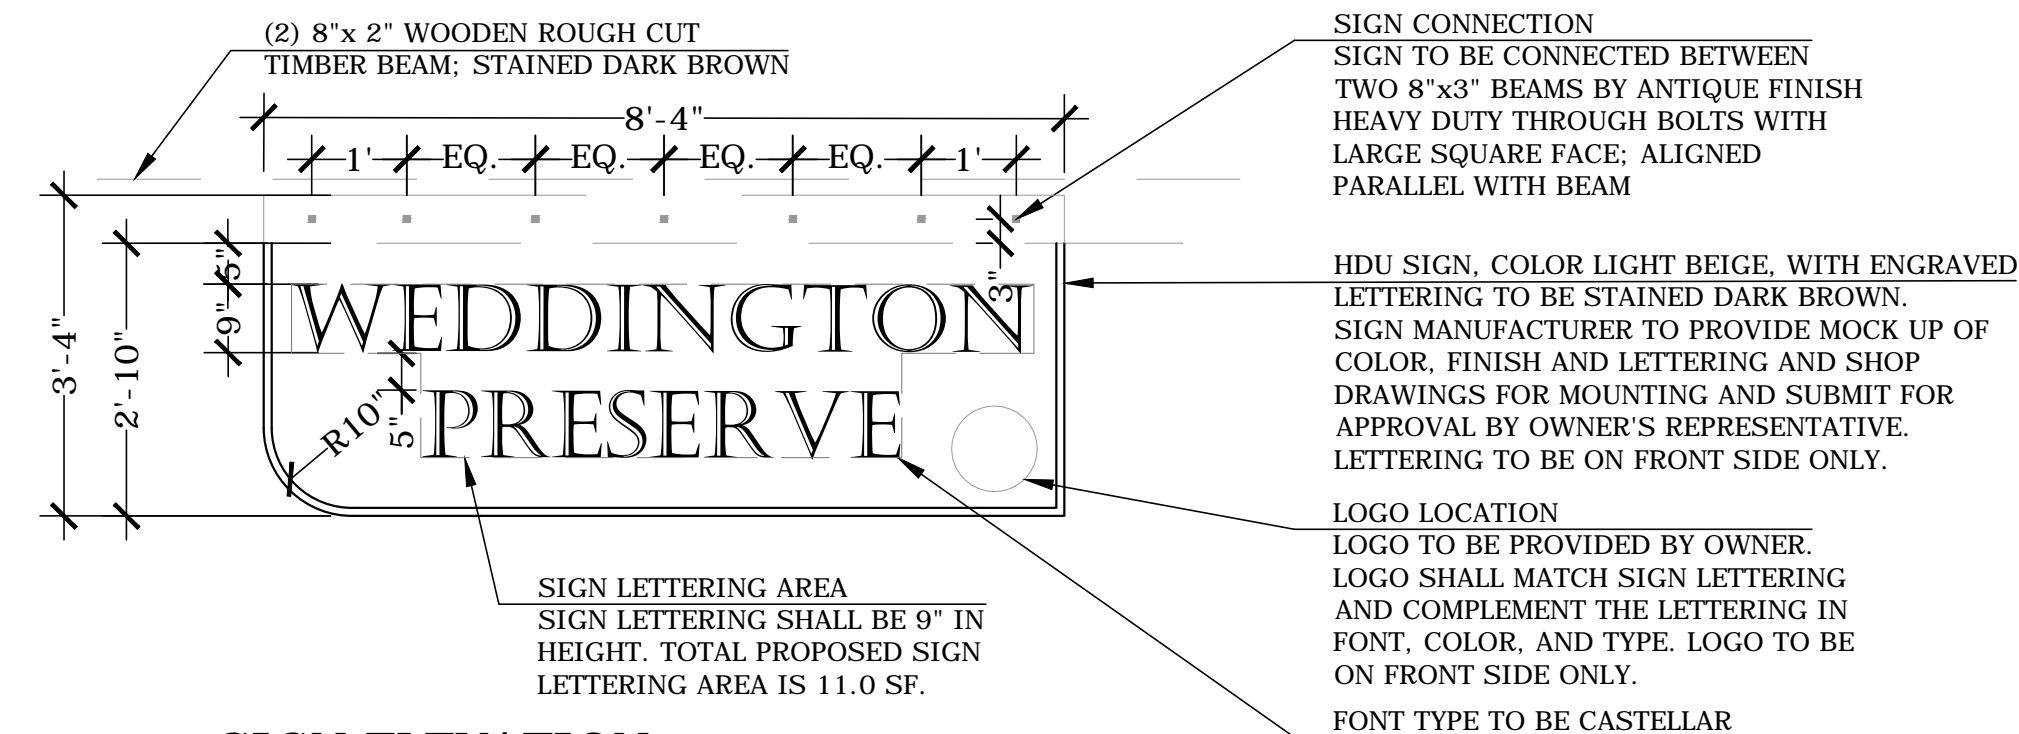 (2) 8"x 2" WOODEN ROUGH CUT
TIMBER BEAM; STAINED DARK BROWN
8'-4"
1'
EQ.
EQ.
EQ.
EQ.
1'
3'-4"
2'-10"
5"
9"
3"
WEDDINGTON
PRESERVE
R10"
5"
SIGN LETTERING AREA
SIGN LETTERING SHALL BE 9" IN
HEIGHT. TOTAL PROPOSED SIGN
LETTERING AREA IS 11.0 SF.
SIGN CONNECTION
SIGN TO BE CONNECTED BETWEEN
TWO 8"x3" BEAMS BY ANTIQUE FINISH
HEAVY DUTY THROUGH BOLTS WITH
LARGE SQUARE FACE; ALIGNED
PARALLEL WITH BEAM
HDU SIGN, COLOR LIGHT BEIGE, WITH ENGRAVED
LETTERING TO BE STAINED DARK BROWN.
SIGN MANUFACTURER TO PROVIDE MOCK UP OF
COLOR, FINISH AND LETTERING AND SHOP
DRAWINGS FOR MOUNTING AND SUBMIT FOR
APPROVAL BY OWNER'S REPRESENTATIVE.
LETTERING TO BE ON FRONT SIDE ONLY.
LOGO LOCATION
LOGO TO BE PROVIDED BY OWNER.
LOGO SHALL MATCH SIGN LETTERING
AND COMPLEMENT THE LETTERING IN
FONT, COLOR, AND TYPE. LOGO TO BE
ON FRONT SIDE ONLY.
FONT TYPE TO BE CASTELLAR